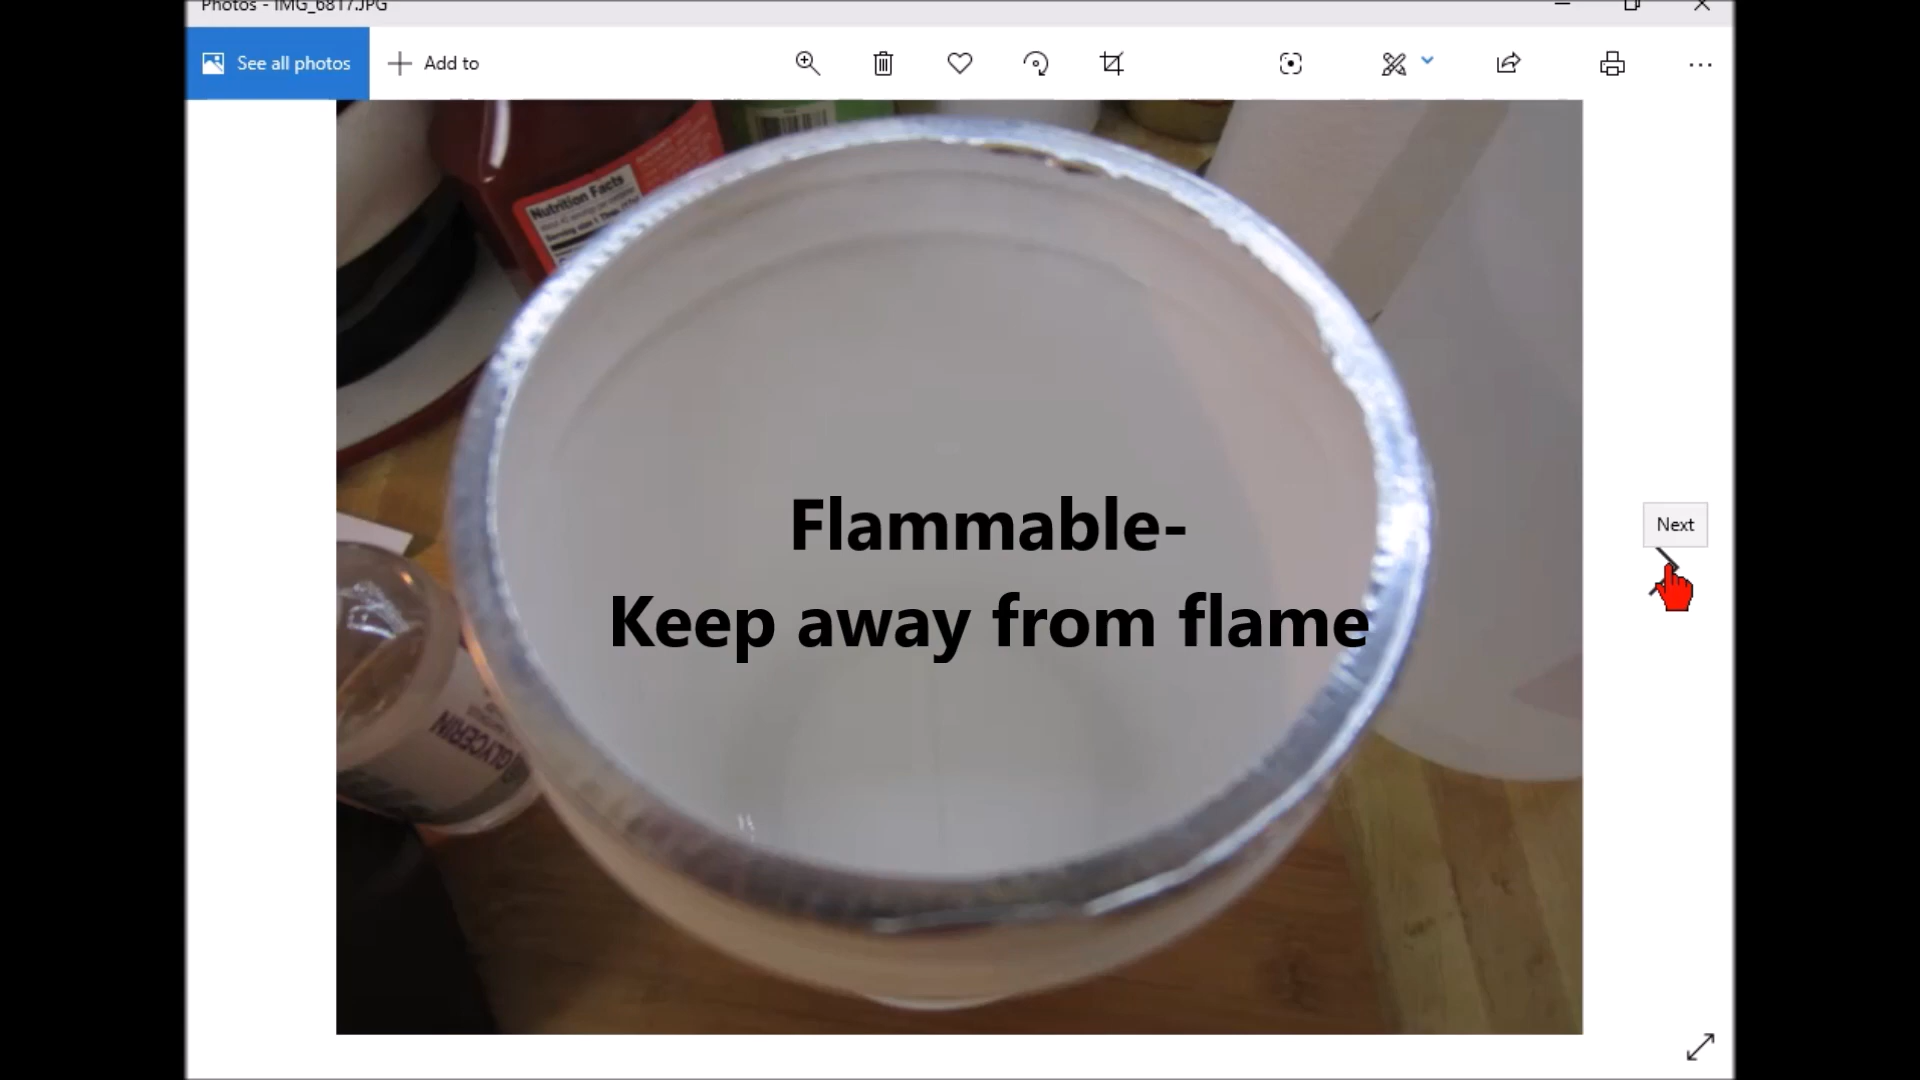 Photos - IMG_6817.JPG
See all photos
Add to
Nutrition Facts
Flammable-
Keep away from flame
Next
GLYCERIN